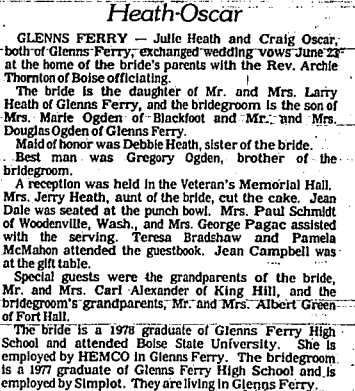 Heath-Oscar
GLENNS FERRY — Julie Heath and Craig Oscar,
both of Glenns Ferry, exchanged wedding vows June 23
at the home of the bride's parents with the Rev. Archie
Thornton of Boise officiating.
The bride is the daughter of Mr. and Mrs. Larry
Heath of Glenns Ferry, and the bridegroom is the son of
Mrs. Marie Ogden of Blackfoot and Mr. and Mrs.
Douglas Ogden of Glenns Ferry.
Maid of honor was Debbie Heath, sister of the bride.
Best man was Gregory Ogden, brother of the
bridegroom.
A reception was held in the Veteran's Memorial Hall.
Mrs. Jerry Heath, aunt of the bride, cut the cake. Jean
Dale was seated at the punch bowl. Mrs. Paul Schmidt
of Woodenville, Wash., and Mrs. George Pagac assisted
with the serving. Teresa Bradshaw and Pamela
McMahon attended the guestbook. Jean Campbell was
at the gift table.
Special guests were the grandparents of the bride,
Mr. and Mrs. Carl Alexander of King Hill, and the
bridegroom's grandparents, Mr. and Mrs. Albert Green
of Fort Hall.
The bride is a 1978 graduate of Glenns Ferry High
School and attended Boise State University. She is
employed by HEMCO in Glenns Ferry. The bridegroom
is a 1977 graduate of Glenns Ferry High School and is
employed by Simplot. They are living in Glenns Ferry.